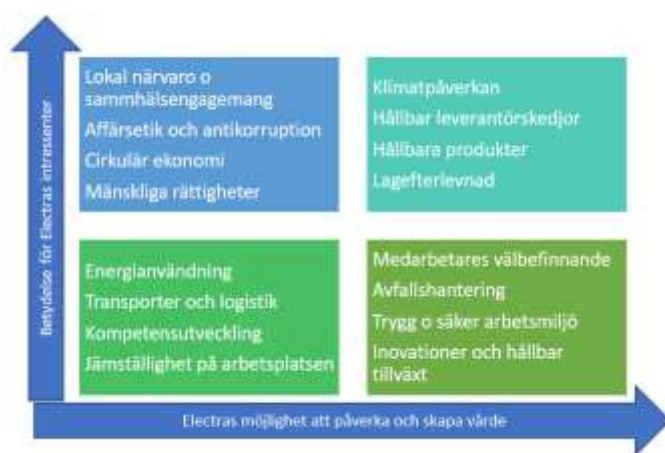 Betydelse för Electras intressenter
Lokal närvaro o
sammhälsengagemang
Affärsetik och antikorruption
Cirkulär ekonomi
Mänskliga rättigheter
Klimatpåverkan
Hållbar leverantörskedjor
Hållbara produkter
Lagefterlevnad
Energianvändning
Transporter och logistik
Kompetensutveckling
Jämställighet på arbetsplatsen
Medarbetares välbefinnande
Avfallshantering
Trygg o säker arbetsmiljö
Inovationer och hållbar
tillväxt
Electras möjlighet att påverka och skapa värde